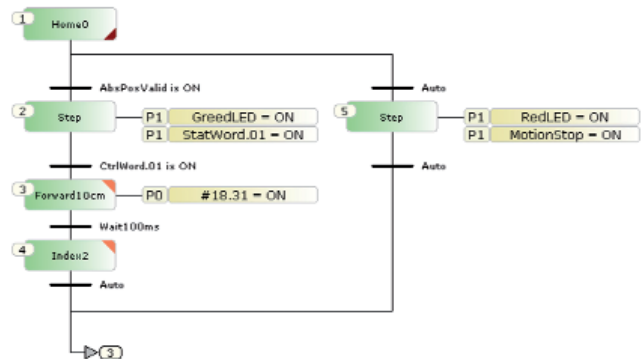 1 Home0
AbsPosValid is ON
Auto
2 Step
P1 GreedLED = ON
P1 StatWord.01 = ON
5 Step
P1 RedLED = ON
P1 MotionStop = ON
CtrlWord.01 is ON
Auto
3 Forward10cm
P0 #18.31 = ON
Wait100ms
4 Index2
Auto
3